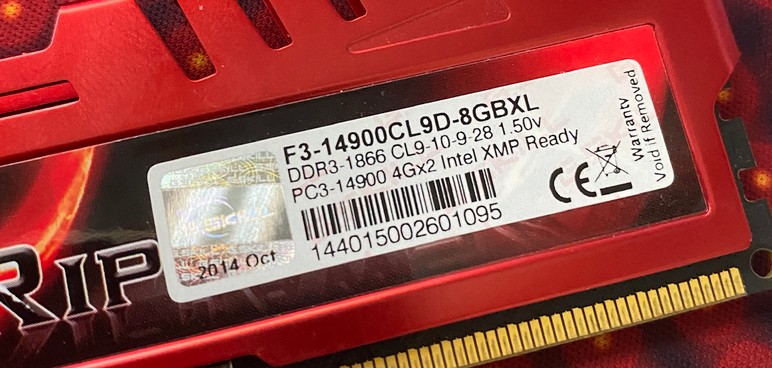 F3-14900CL9D-8GBXL
DDR3-1866 CL9-10-9-28 1.50v
PC3-14900 4Gx2 Intel XMP Ready
144015002601095
2014 Oct
Warranty
Void if Removed
CE
RIP